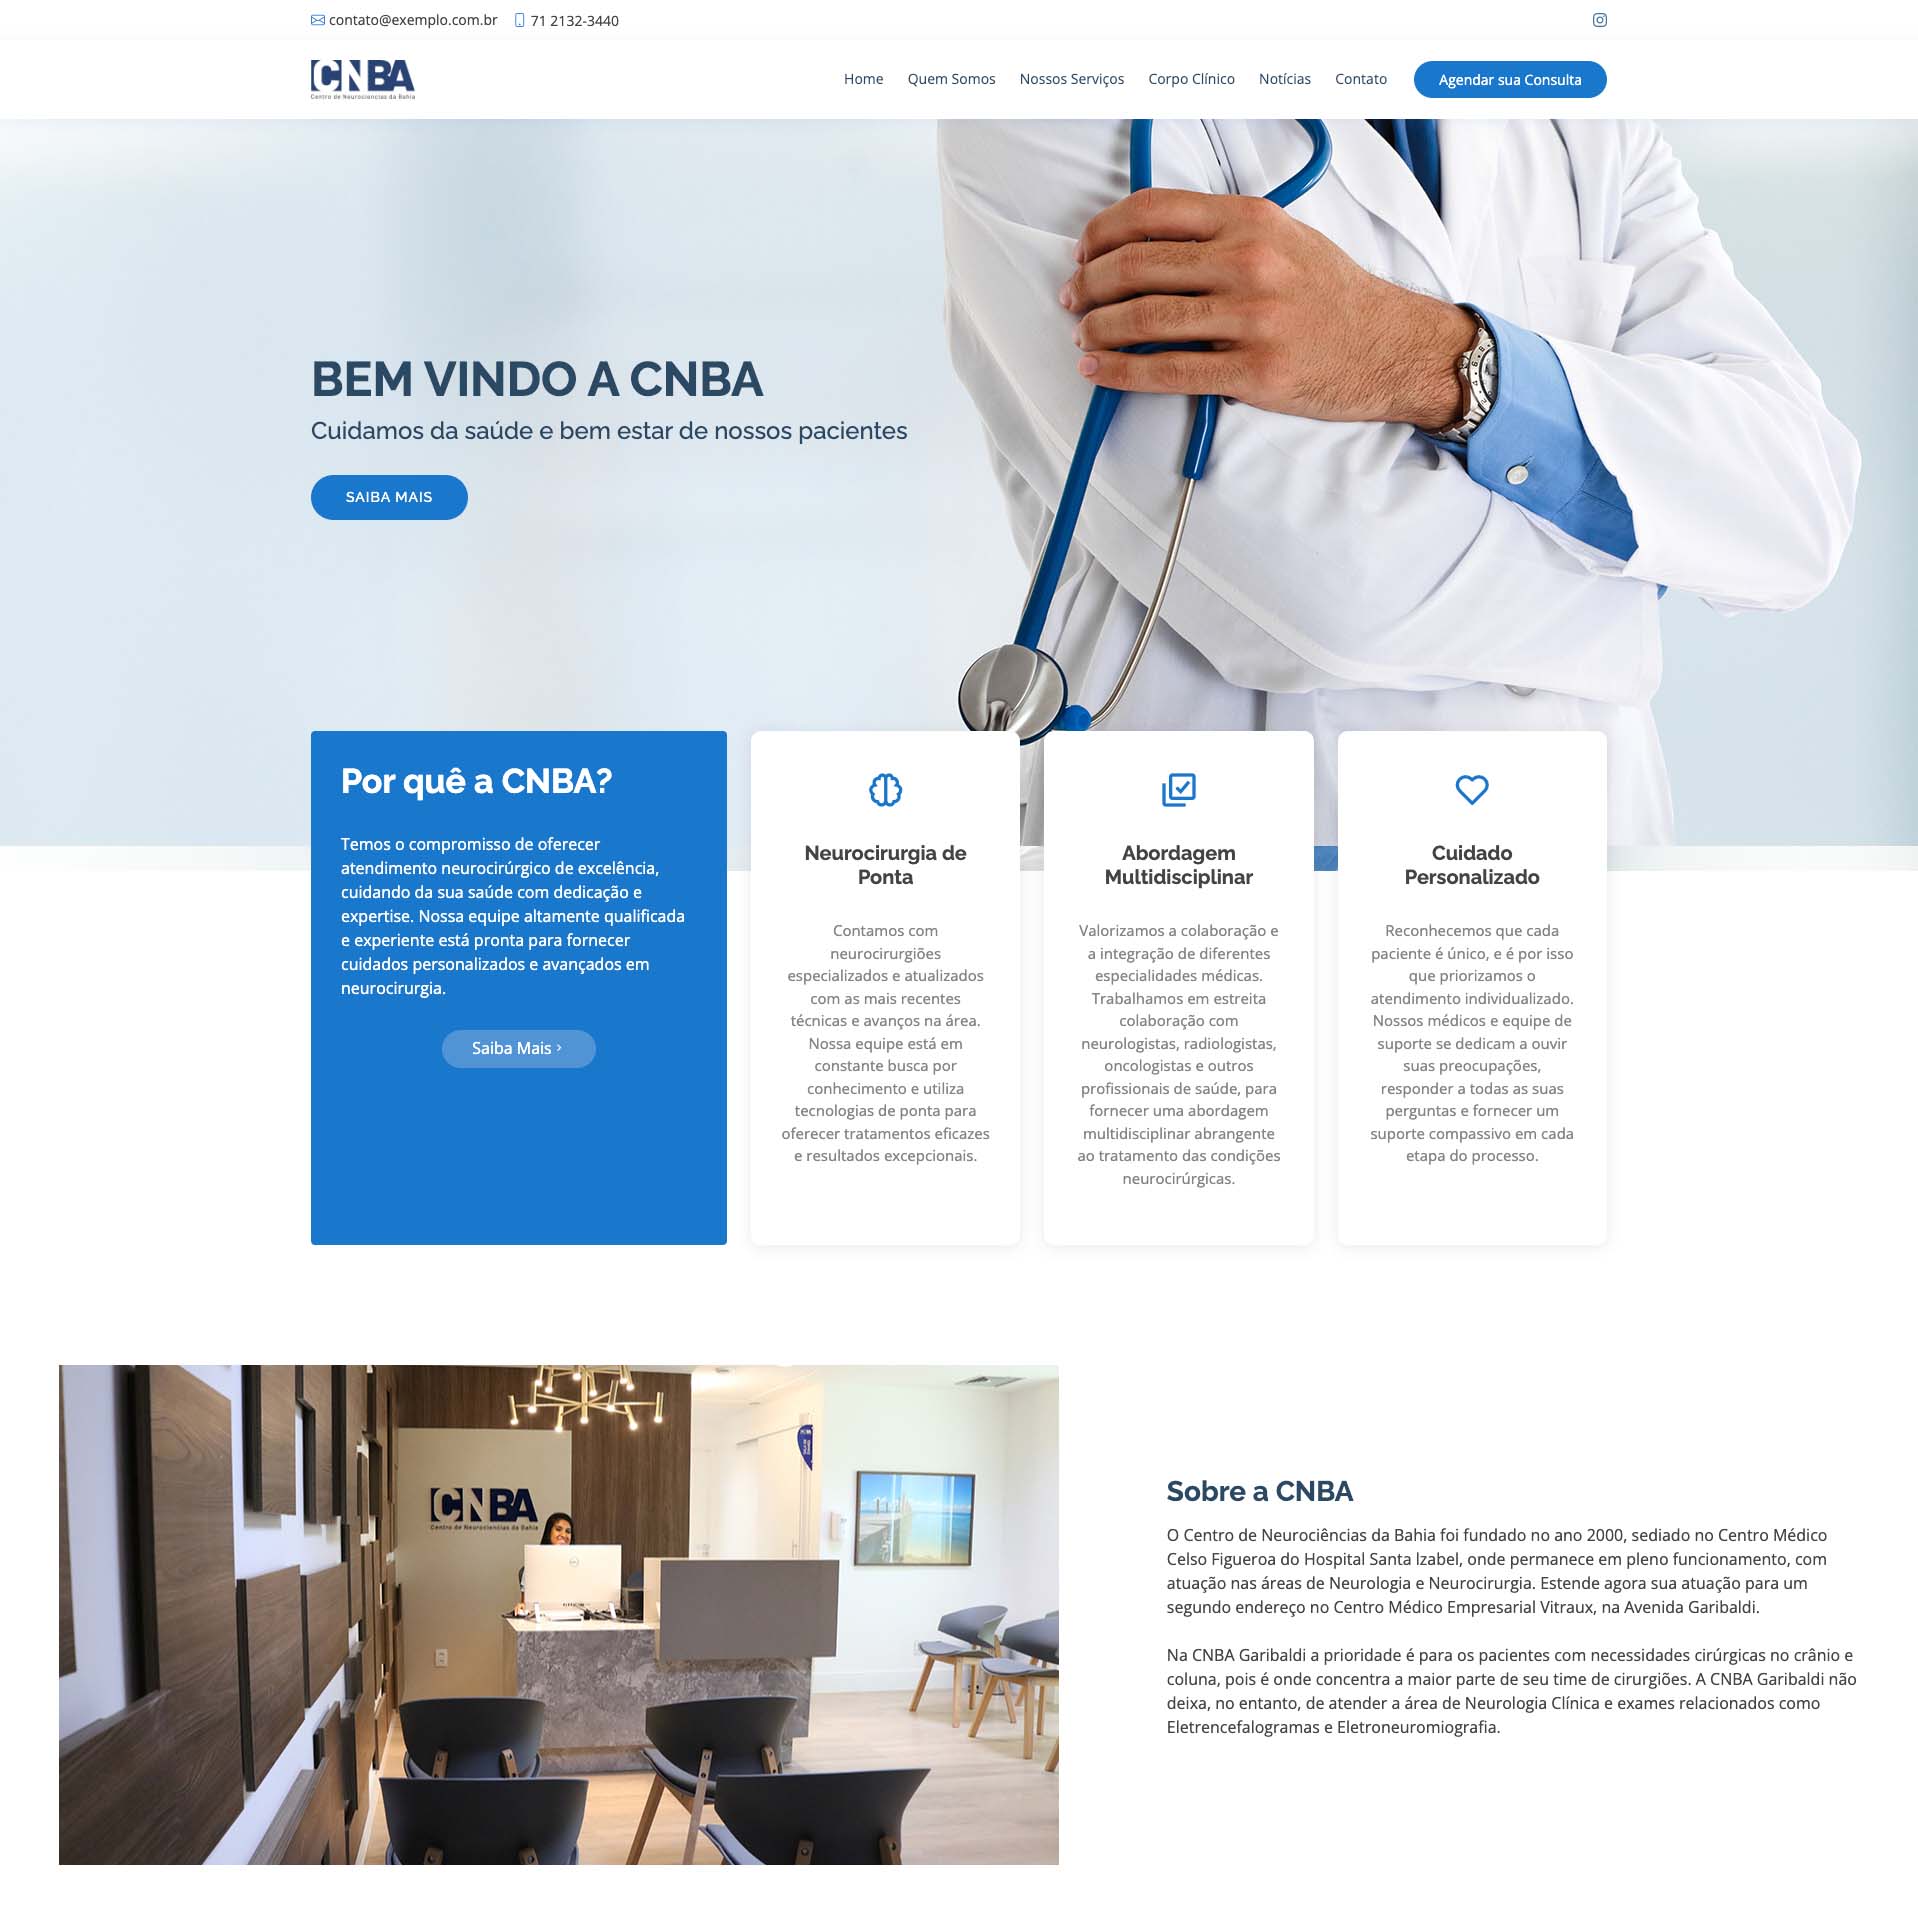 contato@exemplo.com.br 71 2132-3440
CNBA
Centro de Neurociencias da Bahia
Home Quem Somos Nossos Serviços Corpo Clínico Notícias Contato Agendar sua Consulta
BEM VINDO A CNBA
Cuidamos da saúde e bem estar de nossos pacientes
SAIBA MAIS
Por quê a CNBA?
Temos o compromisso de oferecer
atendimento neurocirúrgico de excelência,
cuidando da sua saúde com dedicação e
expertise. Nossa equipe altamente qualificada
e experiente está pronta para fornecer
cuidados personalizados e avançados em
neurocirurgia.
Saiba Mais
Neurocirurgia de
Ponta
Contamos com
neurocirurgiões
especializados e atualizados
com as mais recentes
técnicas e avanços na área.
Nossa equipe está em
constante busca por
conhecimento e utiliza
tecnologias de ponta para
oferecer tratamentos eficazes
e resultados excepcionais.
Abordagem
Multidisciplinar
Valorizamos a colaboração e
a integração de diferentes
especialidades médicas.
Trabalhamos em estreita
colaboração com
neurologistas, radiologistas,
oncologistas e outros
profissionais de saúde, para
fornecer uma abordagem
multidisciplinar abrangente
ao tratamento das condições
neurocirúrgicas.
Cuidado
Personalizado
Reconhecemos que cada
paciente é único, e é por isso
que priorizamos o
atendimento individualizado.
Nossos médicos e equipe de
suporte se dedicam a ouvir
suas preocupações,
responder a todas as suas
perguntas e fornecer um
suporte compassivo em cada
etapa do processo.
CNBA
Centro de Neurociencias da Bahia
Sobre a CNBA
O Centro de Neurociências da Bahia foi fundado no ano 2000, sediado no Centro Médico
Celso Figueroa do Hospital Santa Izabel, onde permanece em pleno funcionamento, com
atuação nas áreas de Neurologia e Neurocirurgia. Estende agora sua atuação para um
segundo endereço no Centro Médico Empresarial Vitraux, na Avenida Garibaldi.
Na CNBA Garibaldi a prioridade é para os pacientes com necessidades cirúrgicas no crânio e
coluna, pois é onde concentra a maior parte de seu time de cirurgiões. A CNBA Garibaldi não
deixa, no entanto, de atender a área de Neurologia Clínica e exames relacionados como
Eletrencefalogramas e Eletroneuromiografia.